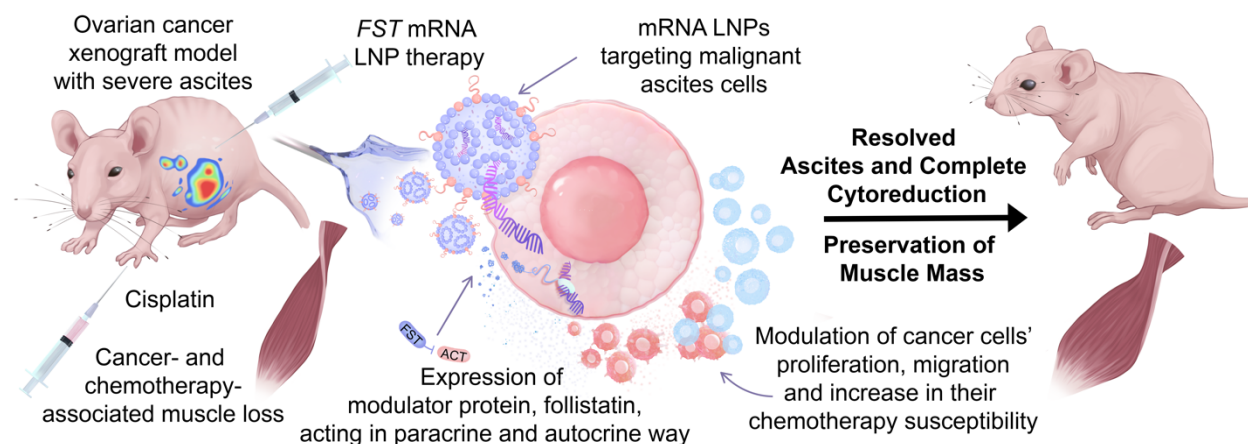 Ovarian cancer
xenograft model
with severe ascites
FST mRNA
LNP therapy
mRNA LNPs
targeting malignant
ascites cells
Cisplatin
Cancer- and
chemotherapy-
associated muscle loss
FST
ACT
Expression of
modulator protein, follistatin,
acting in paracrine and autocrine way
Modulation of cancer cells’
proliferation, migration
and increase in their
chemotherapy susceptibility
Resolved
Ascites and Complete
Cytoreduction
Preservation of
Muscle Mass